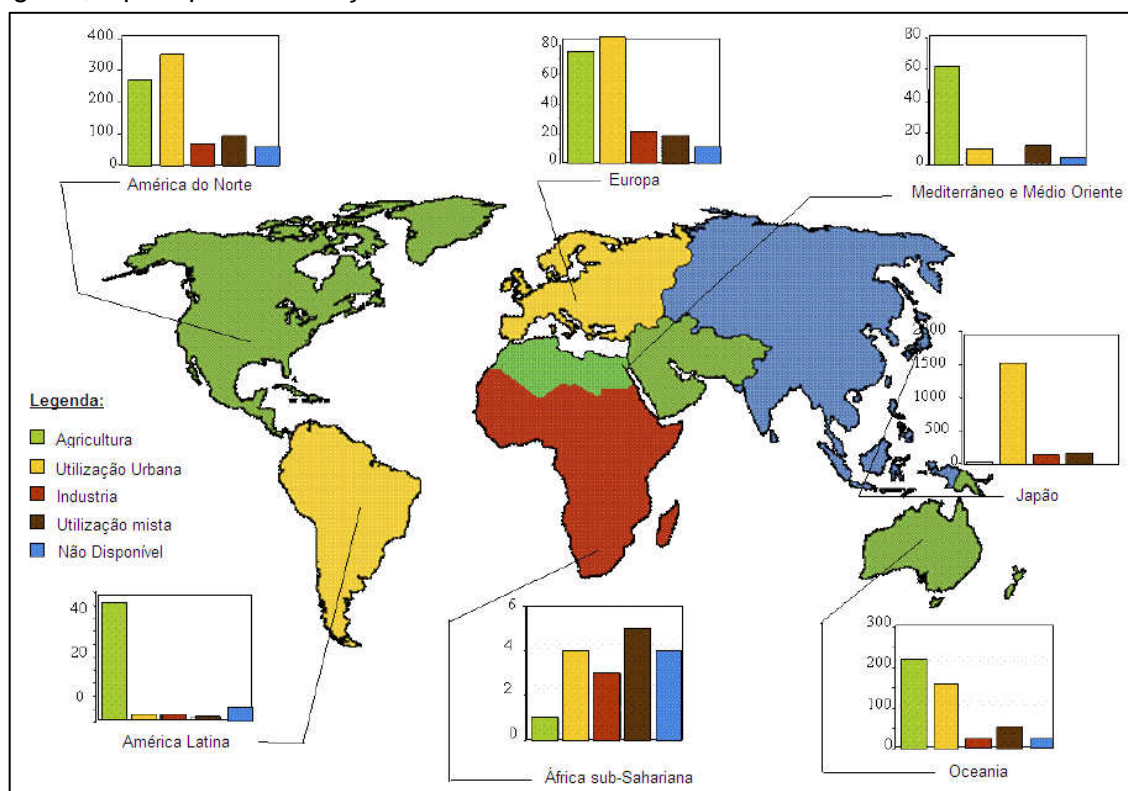 400
300
200
100
0
América do Norte
80
60
40
20
0
Europa
80
60
40
20
0
Mediterrâneo e Médio Oriente
2000
1500
1000
500
0
Japão
Legenda:
Agricultura
Utilização Urbana
Industria
Utilização mista
Não Disponível
40
20
0
América Latina
6
4
2
0
África sub-Sahariana
300
200
100
0
Oceania